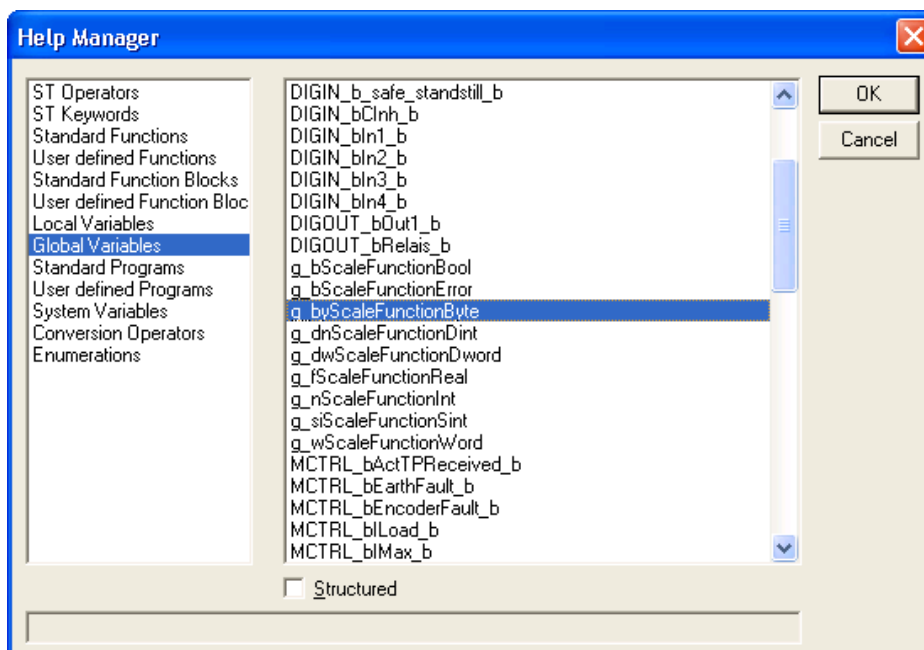 Help Manager
ST Operators
ST Keywords
Standard Functions
User defined Functions
Standard Function Blocks
User defined Function Bloc
Local Variables
Global Variables
Standard Programs
User defined Programs
System Variables
Conversion Operators
Enumerations
DIGIN_b_safe_standstill_b
DIGIN_bCInh_b
DIGIN_bIn1_b
DIGIN_bIn2_b
DIGIN_bIn3_b
DIGIN_bIn4_b
DIGOUT_bOut1_b
DIGOUT_bRelais_b
g_bScaleFunctionBool
g_bScaleFunctionError
g_byScaleFunctionByte
g_dnScaleFunctionDint
g_dwScaleFunctionDword
g_fScaleFunctionReal
g_nScaleFunctionInt
g_siScaleFunctionSint
g_wScaleFunctionWord
MCTRL_bActTPReceived_b
MCTRL_bEarthFault_b
MCTRL_bEncoderFault_b
MCTRL_bILoad_b
MCTRL_bIMax_b
OK
Cancel
Structured